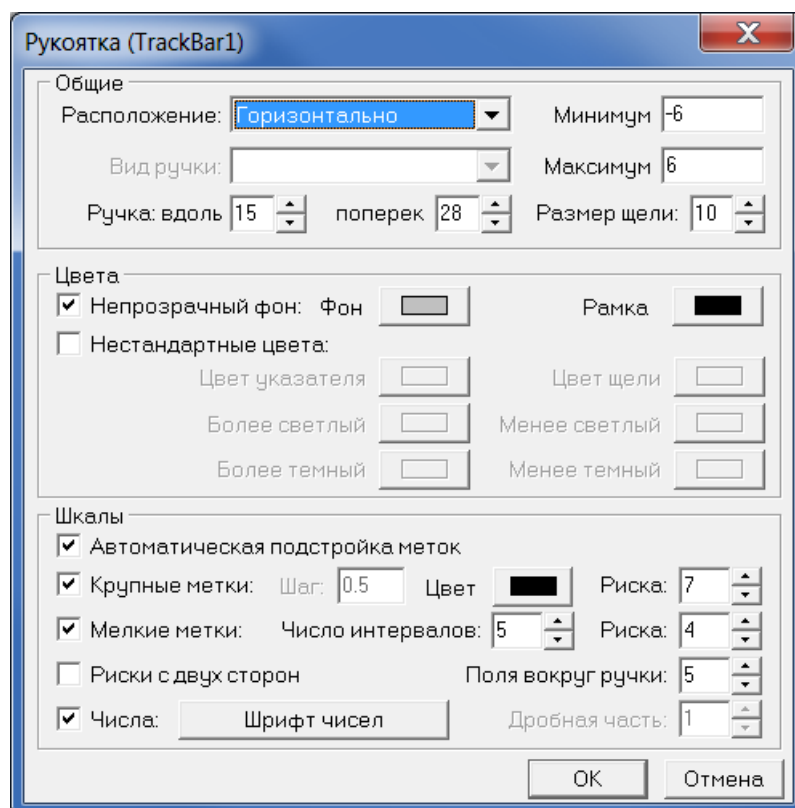 Рукоятка (TrackBar1)
Общие
Расположение: Горизонтально Минимум -6
Вид ручки: Максимум 6
Ручка: вдоль 15 поперек 28 Размер щели: 10
Цвета
Непрозрачный фон: Фон Рамка
Нестандартные цвета:
Цвет указателя Цвет щели
Более светлый Менее светлый
Более темный Менее темный
Шкалы
Автоматическая подстройка меток
Крупные метки: Шаг: 0.5 Цвет Риска: 7
Мелкие метки: Число интервалов: 5 Риска: 4
Риски с двух сторон Поля вокруг ручки: 5
Числа: Шрифт чисел Дробная часть: 1
OK Отмена